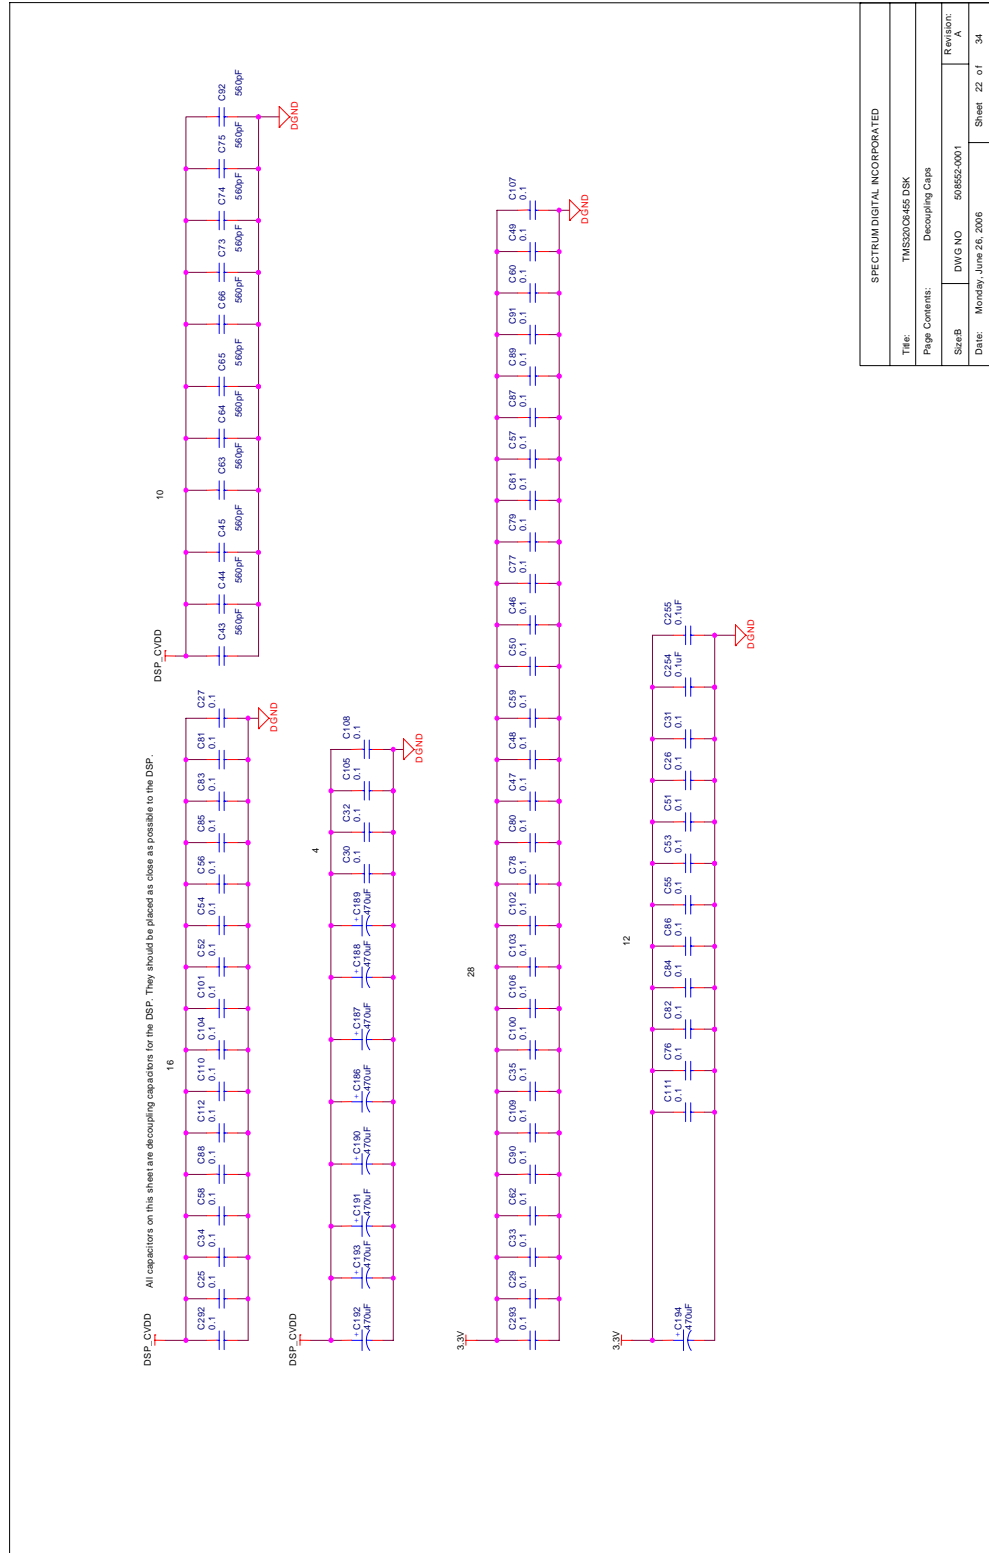 All capacitors on this sheet are decoupling capacitors for the DSP. They should be placed as close as possible to the DSP.
DSP_CVDD
16
C292
0.1
C25
0.1
C34
0.1
C58
0.1
C88
0.1
C112
0.1
C110
0.1
C104
0.1
C101
0.1
C52
0.1
C54
0.1
C56
0.1
C85
0.1
C83
0.1
C81
0.1
C27
0.1
DGND
DSP_CVDD
10
C43
560pF
C44
560pF
C45
560pF
C63
560pF
C64
560pF
C65
560pF
C66
560pF
C73
560pF
C74
560pF
C75
560pF
C92
560pF
DGND
DSP_CVDD
4
+ C192
470uF
+ C193
470uF
+ C191
470uF
+ C190
470uF
+ C186
470uF
+ C187
470uF
+ C188
470uF
+ C189
470uF
C30
0.1
C32
0.1
C105
0.1
C108
0.1
DGND
3.3V
28
C293
0.1
C29
0.1
C33
0.1
C62
0.1
C90
0.1
C109
0.1
C35
0.1
C100
0.1
C106
0.1
C103
0.1
C102
0.1
C78
0.1
C80
0.1
C47
0.1
C48
0.1
C59
0.1
C50
0.1
C46
0.1
C77
0.1
C79
0.1
C61
0.1
C57
0.1
C87
0.1
C89
0.1
C91
0.1
C60
0.1
C49
0.1
C107
0.1
DGND
3.3V
12
+ C194
470uF
C111
0.1
C76
0.1
C82
0.1
C84
0.1
C86
0.1
C55
0.1
C53
0.1
C51
0.1
C26
0.1
C31
0.1
C254
0.1uF
C255
0.1uF
DGND
SPECTRUM DIGITAL INCORPORATED
Title: TMS320C6455 DSK
Page Contents: Decoupling Caps
Size:B DWG NO 508552-0001 Revision: A
Date: Monday, June 26, 2006 Sheet 22 of 34